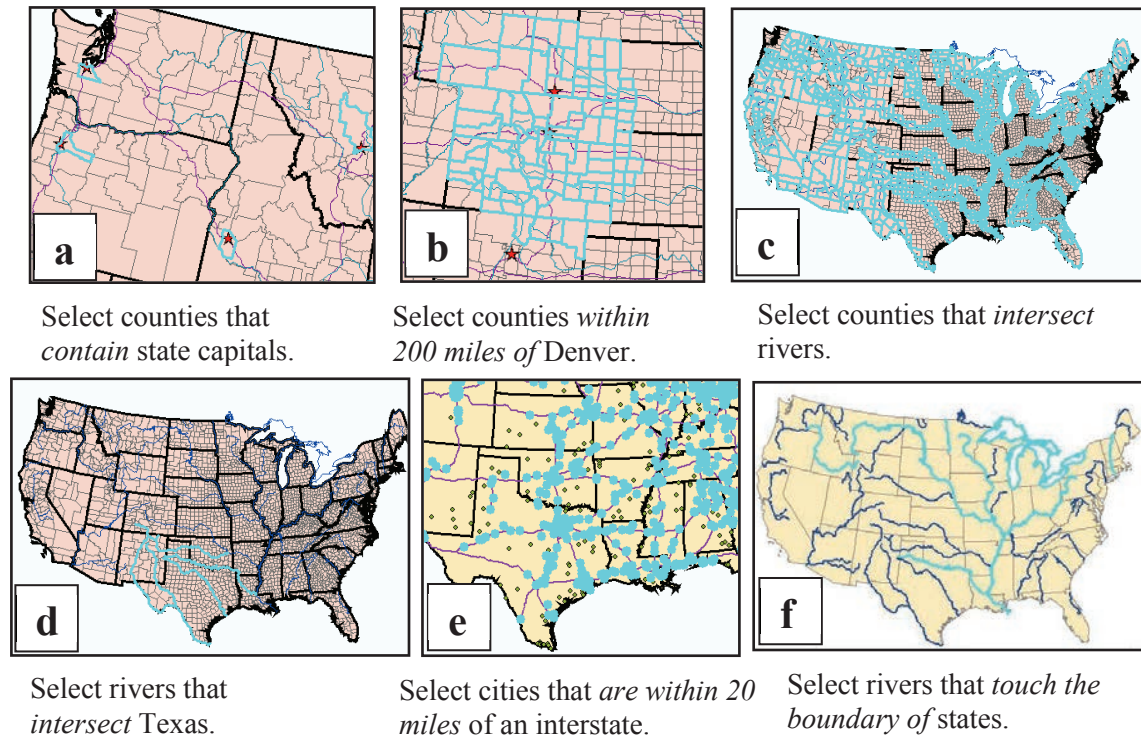 a
b
c
Select counties that
contain state capitals.
Select counties within
200 miles of Denver.
Select counties that intersect
rivers.
d
e
f
Select rivers that
intersect Texas.
Select cities that are within 20
miles of an interstate.
Select rivers that touch the
boundary of states.